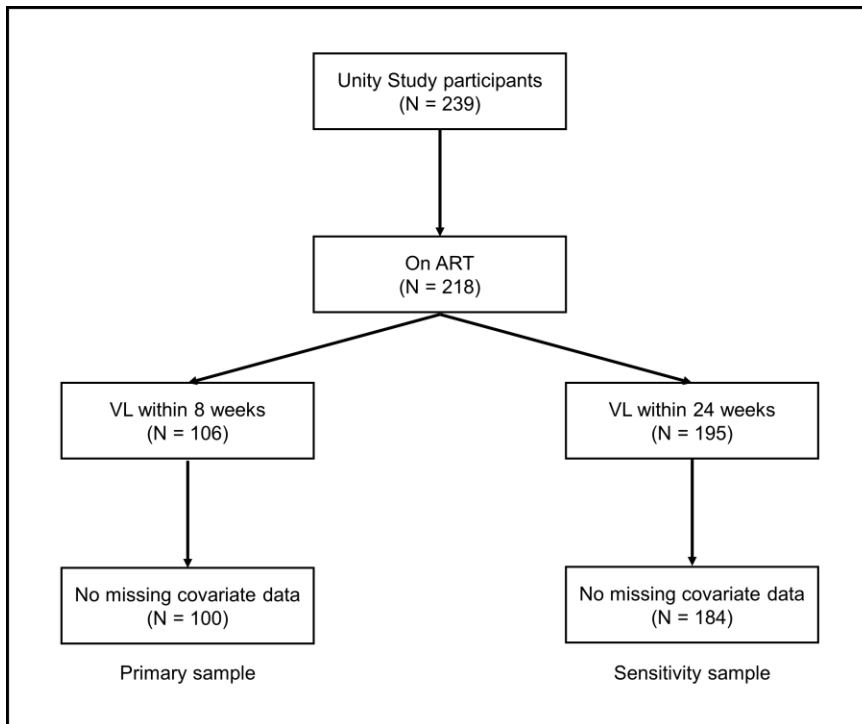 Unity Study participants
(N = 239)
On ART
(N = 218)
VL within 8 weeks
(N = 106)
VL within 24 weeks
(N = 195)
No missing covariate data
(N = 100)
No missing covariate data
(N = 184)
Primary sample
Sensitivity sample